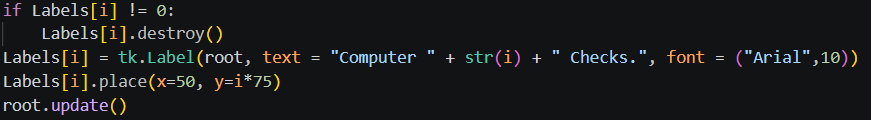 if Labels[i] != 0:
    Labels[i].destroy()
Labels[i] = tk.Label(root, text = "Computer " + str(i) + " Checks.", font = ("Arial",10))
Labels[i].place(x=50, y=i*75)
root.update()